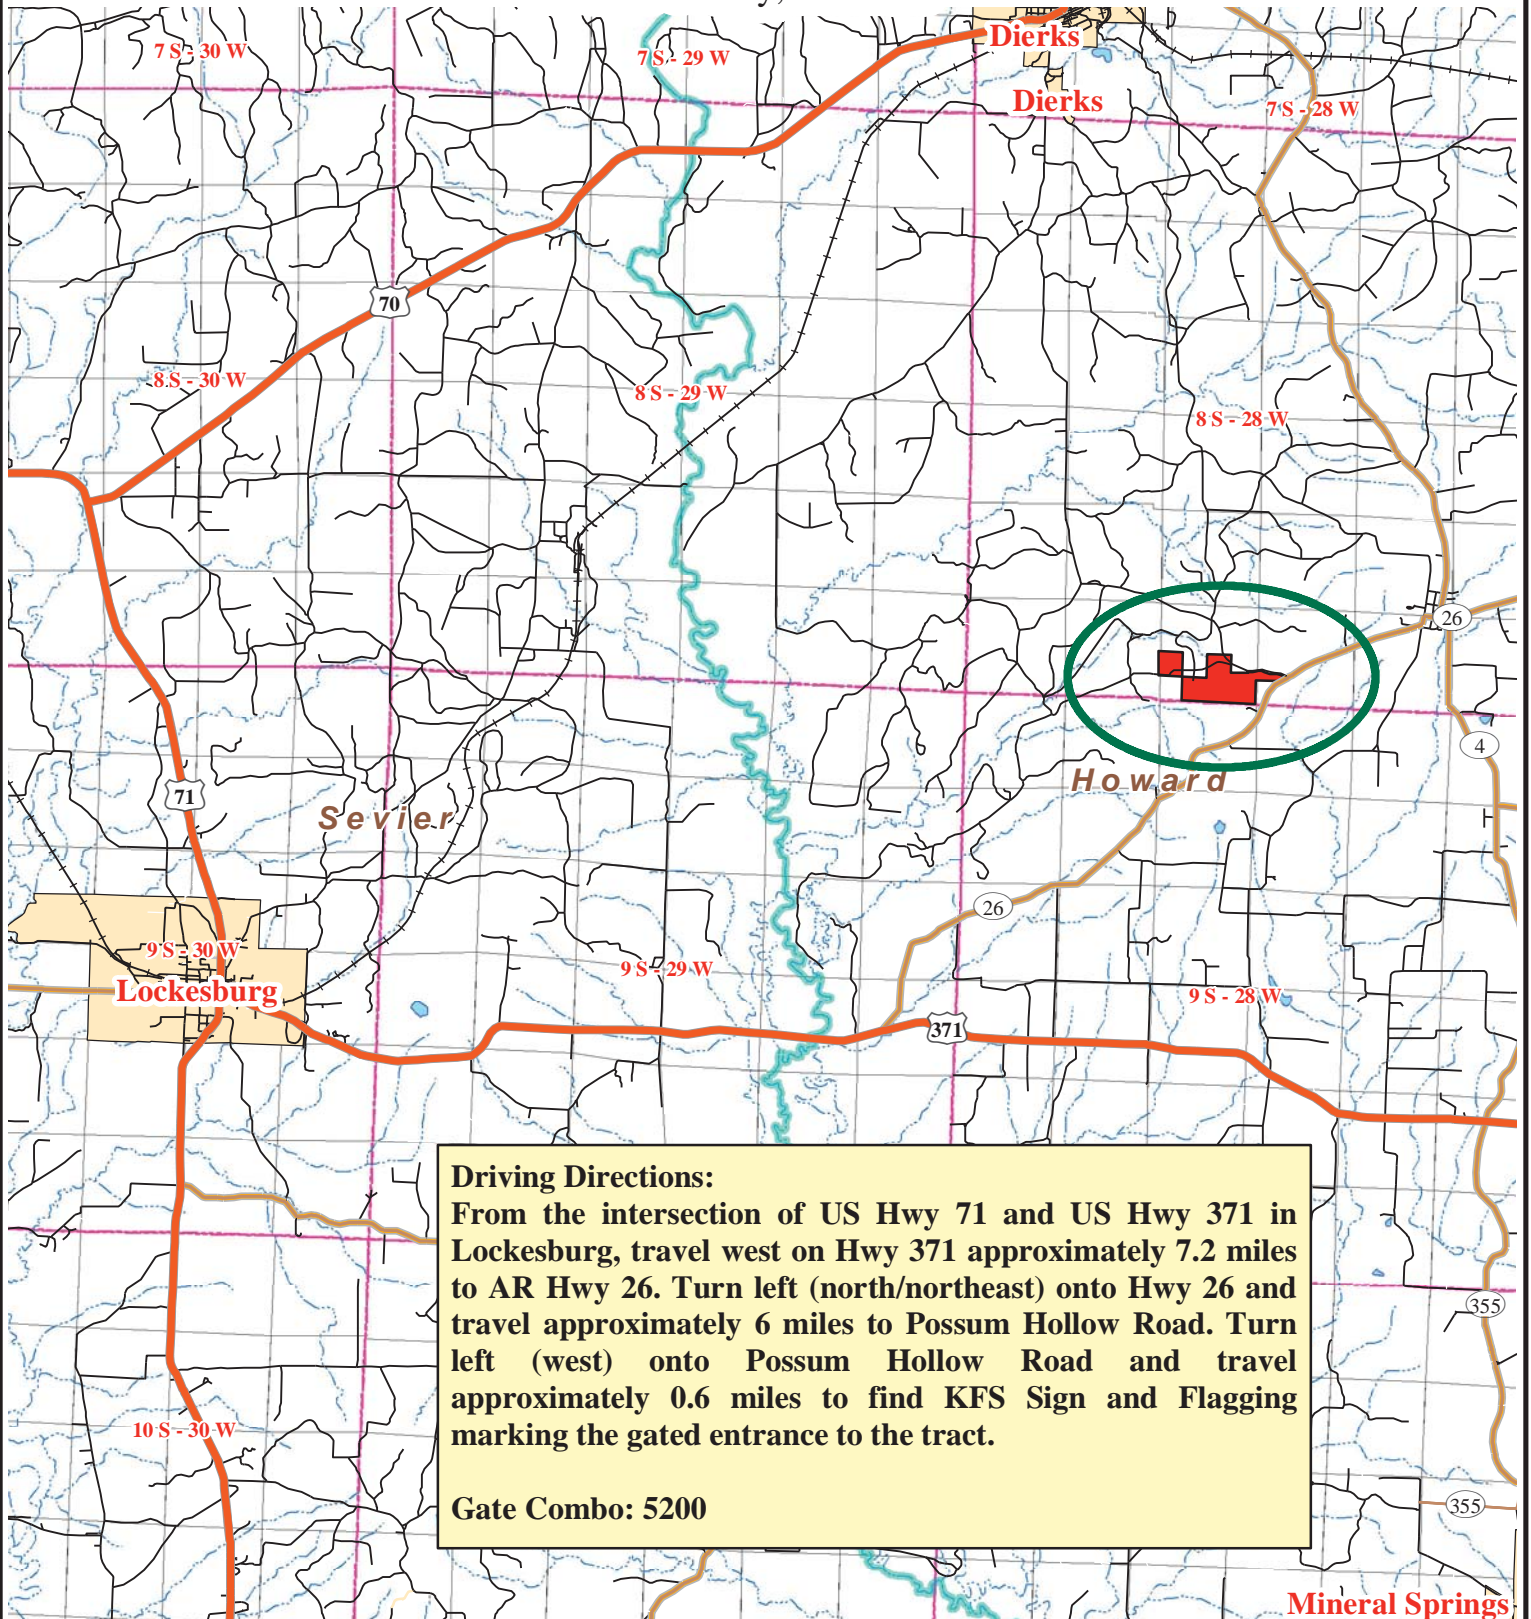 Dierks
7 S - 30 W
7 S - 29 W
Dierks
7 S - 28 W
70
8 S - 30 W
8 S - 29 W
8 S - 28 W
26
4
Howard
71
Sevier
26
9 S - 30 W
9 S - 29 W
Lockesburg
9 S - 28 W
371
Driving Directions:
From the intersection of US Hwy 71 and US Hwy 371 in
Lockesburg, travel west on Hwy 371 approximately 7.2 miles
to AR Hwy 26. Turn left (north/northeast) onto Hwy 26 and
travel approximately 6 miles to Possum Hollow Road. Turn
left (west) onto Possum Hollow Road and travel
approximately 0.6 miles to find KFS Sign and Flagging
marking the gated entrance to the tract.
Gate Combo: 5200
355
10 S - 30 W
355
Mineral Springs